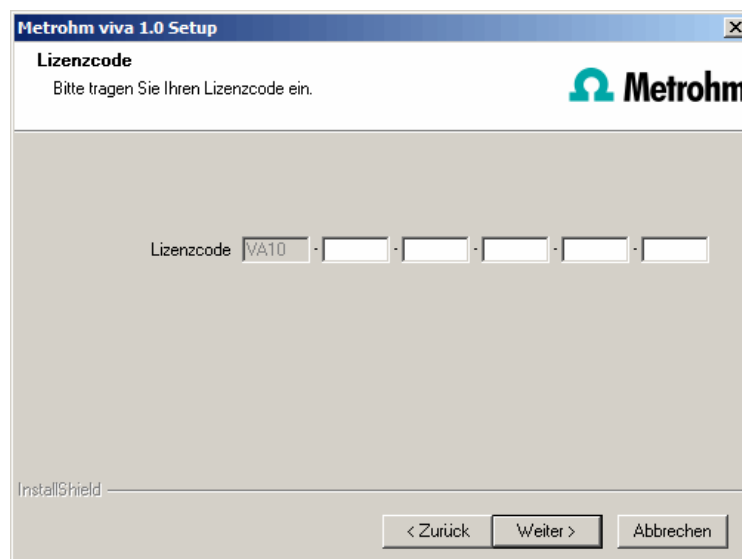 Metrohm viva 1.0 Setup
Lizenzcode
Bitte tragen Sie Ihren Lizenzcode ein.
Metrohm
Lizenzcode VA10 - - - - -
InstallShield
< Zurück Weiter > Abbrechen